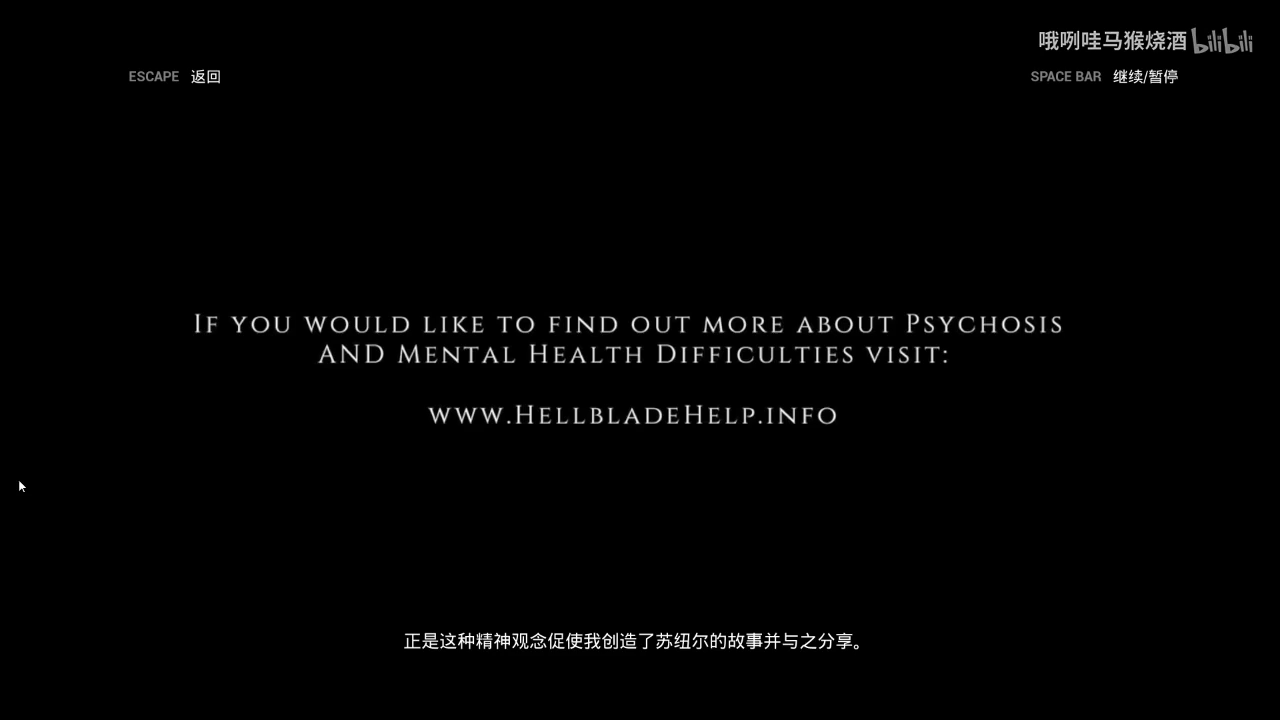 哦咧哇马猴烧酒 bilibili
ESCAPE 返回
SPACE BAR 继续/暂停
If you would like to find out more about Psychosis
and Mental Health Difficulties visit:
www.HellbladeHelp.info
正是这种精神观念促使我创造了苏纽尔的故事并与之分享。